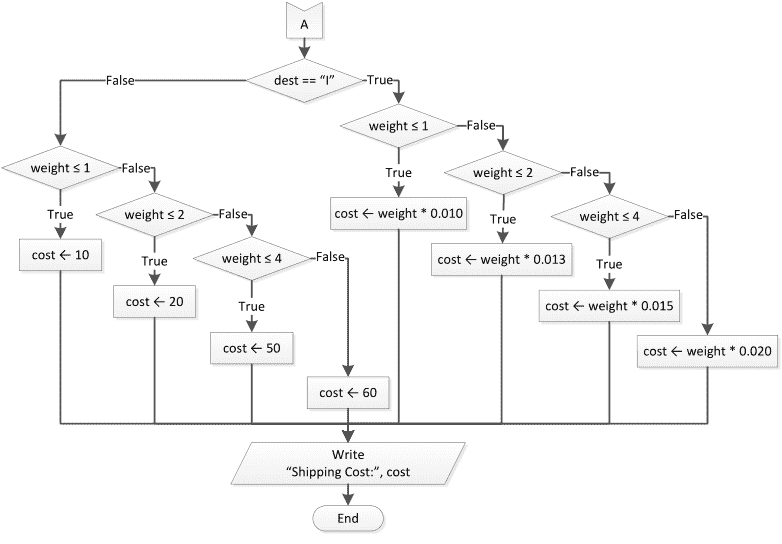 A
dest == “I”
False
True
weight ≤ 1
False
True
weight ≤ 1
False
True
weight ≤ 2
False
True
weight ≤ 2
False
True
weight ≤ 4
False
True
weight ≤ 4
False
True
cost ← weight * 0.010
cost ← 10
cost ← weight * 0.013
cost ← 20
cost ← weight * 0.015
cost ← 50
cost ← weight * 0.020
cost ← 60
Write
“Shipping Cost:”, cost
End